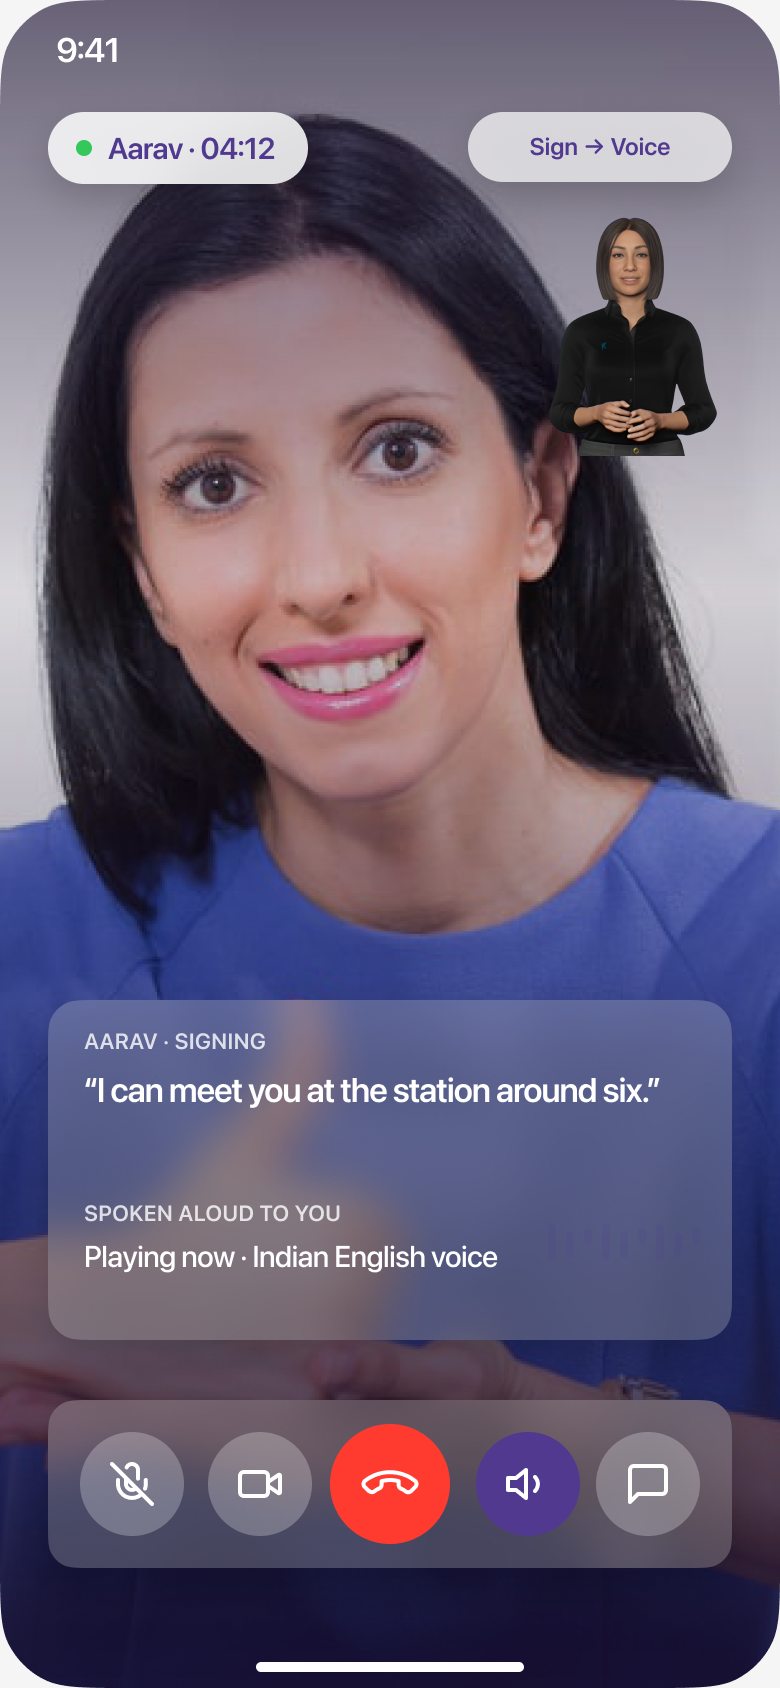 9:41
Aarav · 04:12
Sign → Voice
AARAV · SIGNING
“I can meet you at the station around six.”
SPOKEN ALOUD TO YOU
Playing now · Indian English voice